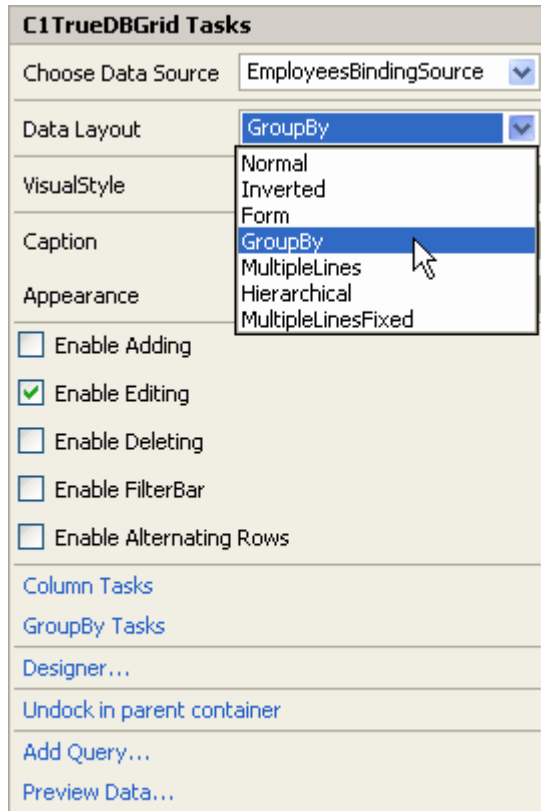 C1TrueDBGrid Tasks
Choose Data Source EmployeesBindingSource
Data Layout GroupBy
Normal
VisualStyle Inverted
Form
Caption GroupBy
MultipleLines
Appearance Hierarchical
MultipleLinesFixed
Enable Adding
Enable Editing
Enable Deleting
Enable FilterBar
Enable Alternating Rows
Column Tasks
GroupBy Tasks
Designer...
Undock in parent container
Add Query...
Preview Data...